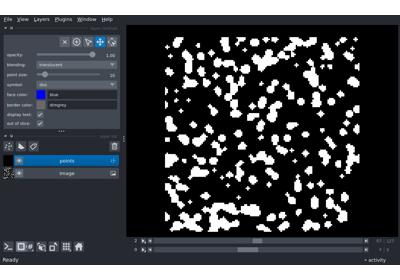 File View Layers Plugins Window Help
opacity: 1.00
blending: translucent
point size: 10
symbol: disc
face color: blue
border color: dimgrey
display text:
out of slice:
points
Image
2
0
Ready
activity